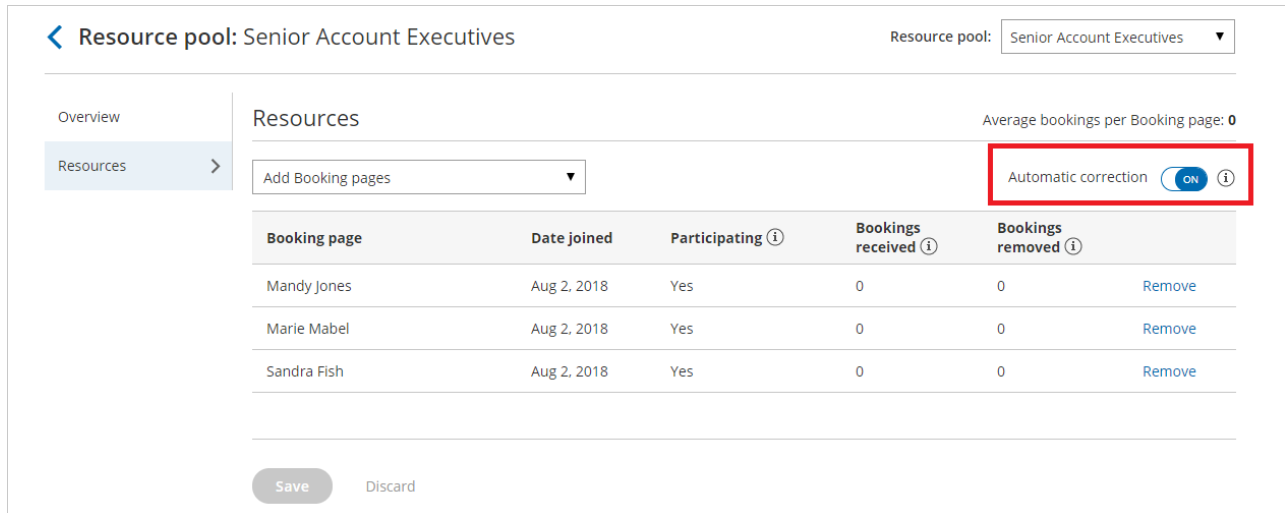 Resource pool: Senior Account Executives
Resource pool: Senior Account Executives
Overview
Resources
Resources
Average bookings per Booking page: 0
Add Booking pages
Automatic correction ON i
Booking page Date joined Participating i Bookings received i Bookings removed i
Mandy Jones Aug 2, 2018 Yes 0 0 Remove
Marie Mabel Aug 2, 2018 Yes 0 0 Remove
Sandra Fish Aug 2, 2018 Yes 0 0 Remove
Save Discard